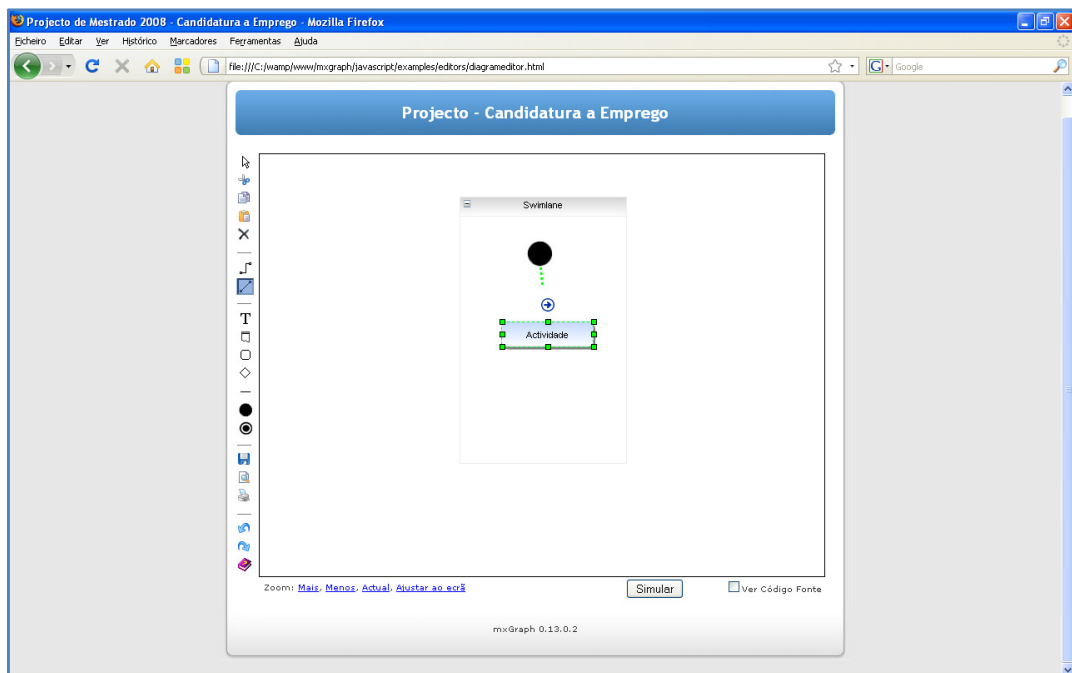 Projecto de Mestrado 2008 - Candidatura a Emprego - Mozilla Firefox
Ficheiro Editar Ver Histórico Marcadores Ferramentas Ajuda
file:///C:/wamp/www/mxgraph/javascript/examples/editors/diagrameditor.html
G Google
Projecto - Candidatura a Emprego
Swimlane
T
Actividade
Zoom: Mais, Menos, Actual, Ajustar ao ecrã
Simular
Ver Código Fonte
mxGraph 0.13.0.2